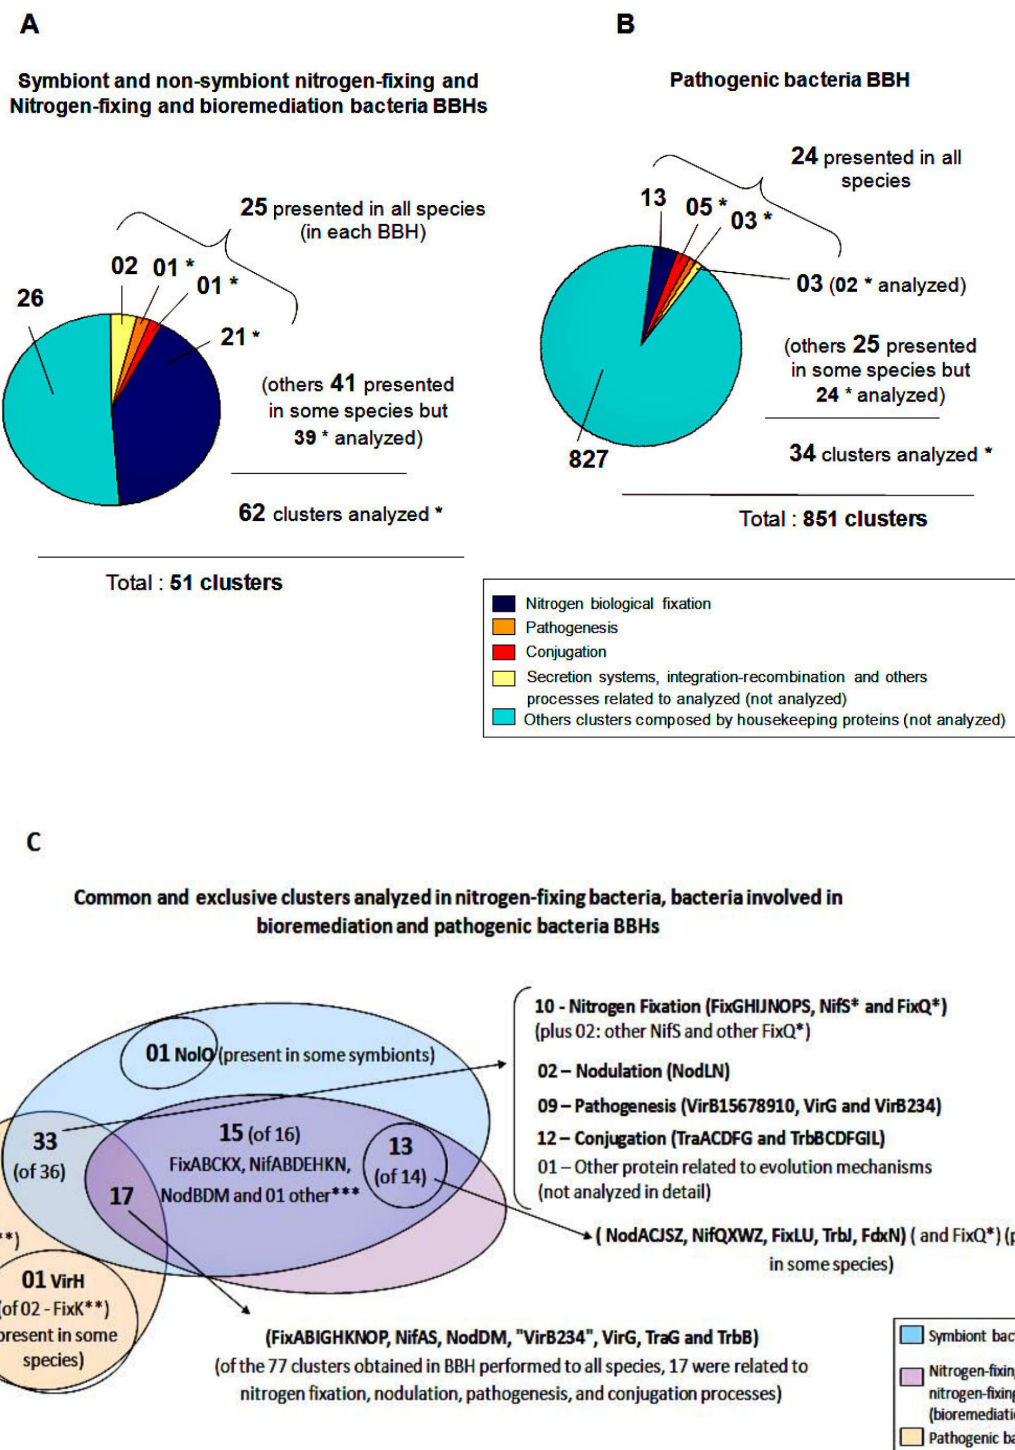 A
Symbiont and non-symbiont nitrogen-fixing and
Nitrogen-fixing and bioremediation bacteria BBHs
25 presented in all species
(in each BBH)
02
01 *
01 *
26
21 *
(others 41 presented
in some species but
39 * analyzed)
62 clusters analyzed *
Total : 51 clusters
B
Pathogenic bacteria BBH
24 presented in all
species
13
05 *
03 *
03 (02 * analyzed)
(others 25 presented
in some species but
24 * analyzed)
827
34 clusters analyzed *
Total : 851 clusters
Nitrogen biological fixation
Pathogenesis
Conjugation
Secretion systems, integration-recombination and others
processes related to analyzed (not analyzed)
Others clusters composed by housekeeping proteins (not analyzed)
C
Common and exclusive clusters analyzed in nitrogen-fixing bacteria, bacteria involved in
bioremediation and pathogenic bacteria BBHs
01 NolO (present in some symbionts)
33
(of 36)
15 (of 16)
FixABCKX, NifABDEHKN,
NodBDM and 01 other***
13
(of 14)
17
**)
01 VirH
(of 02 - FixK**)
present in some
species)
10 - Nitrogen Fixation (FixGHIJNOPS, NifS* and FixQ*)
(plus 02: other NifS and other FixQ*)
02 – Nodulation (NodLN)
09 – Pathogenesis (VirB15678910, VirG and VirB234)
12 – Conjugation (TraACDFG and TrbBCDFGIL)
01 – Other protein related to evolution mechanisms
(not analyzed in detail)
( NodACJSZ, NifQXWZ, FixLU, TrbJ, FdxN) ( and FixQ*) (p
in some species)
(FixABIGHKNOP, NifAS, NodDM, "VirB234", VirG, TraG and TrbB)
(of the 77 clusters obtained in BBH performed to all species, 17 were related to
nitrogen fixation, nodulation, pathogenesis, and conjugation processes)
Symbiont bac
Nitrogen-fixing
nitrogen-fixing
(bioremediatio
Pathogenic ba